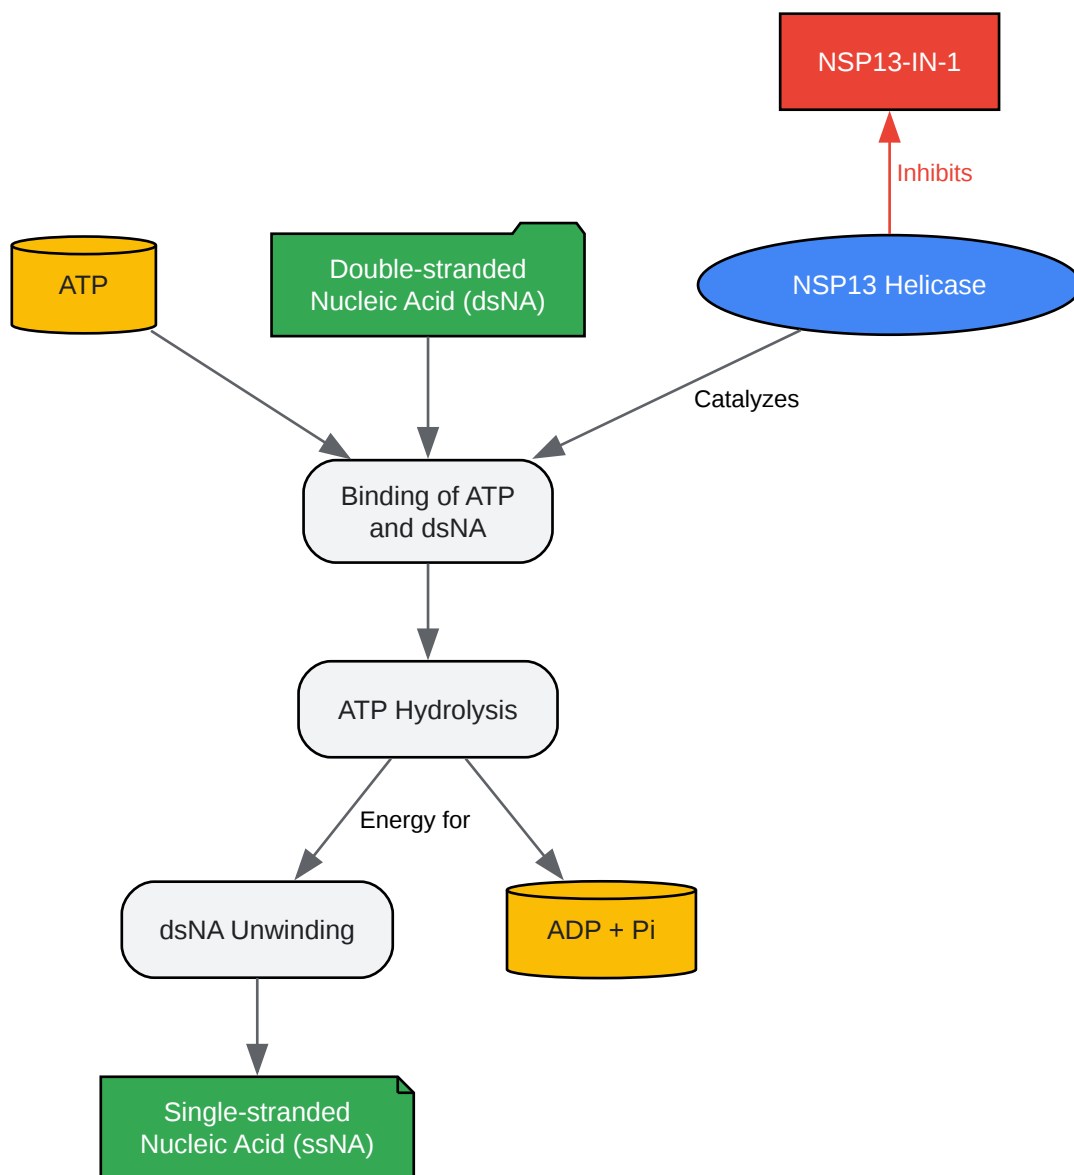 NSP13-IN-1
Inhibits
ATP
Double-stranded
Nucleic Acid (dsNA)
NSP13 Helicase
Catalyzes
Binding of ATP
and dsNA
ATP Hydrolysis
Energy for
dsNA Unwinding
ADP + Pi
Single-stranded
Nucleic Acid (ssNA)